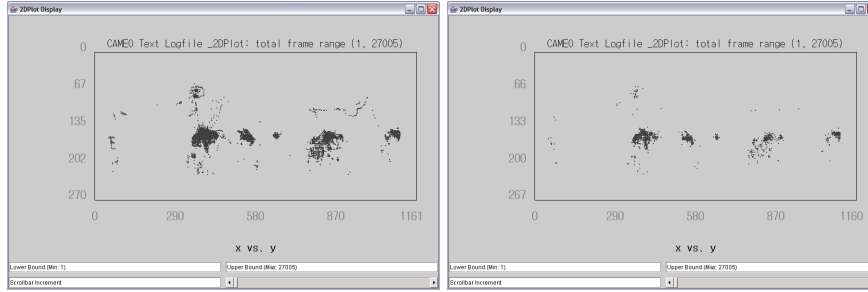 2DPlot Display
CAMEO Text Logfile _2DPlot: total frame range (1, 27005)
0
67
135
202
270
0 290 580 870 1161
x vs. y
Lower Bound (Min: 1) Upper Bound (Max: 27005)
Scrollbar Increment
2DPlot Display
CAMEO Text Logfile _2DPlot: total frame range (1, 27005)
0
66
133
200
267
0 290 580 870 1160
x vs. y
Lower Bound (Min: 1) Upper Bound (Max: 27005)
Scrollbar Increment